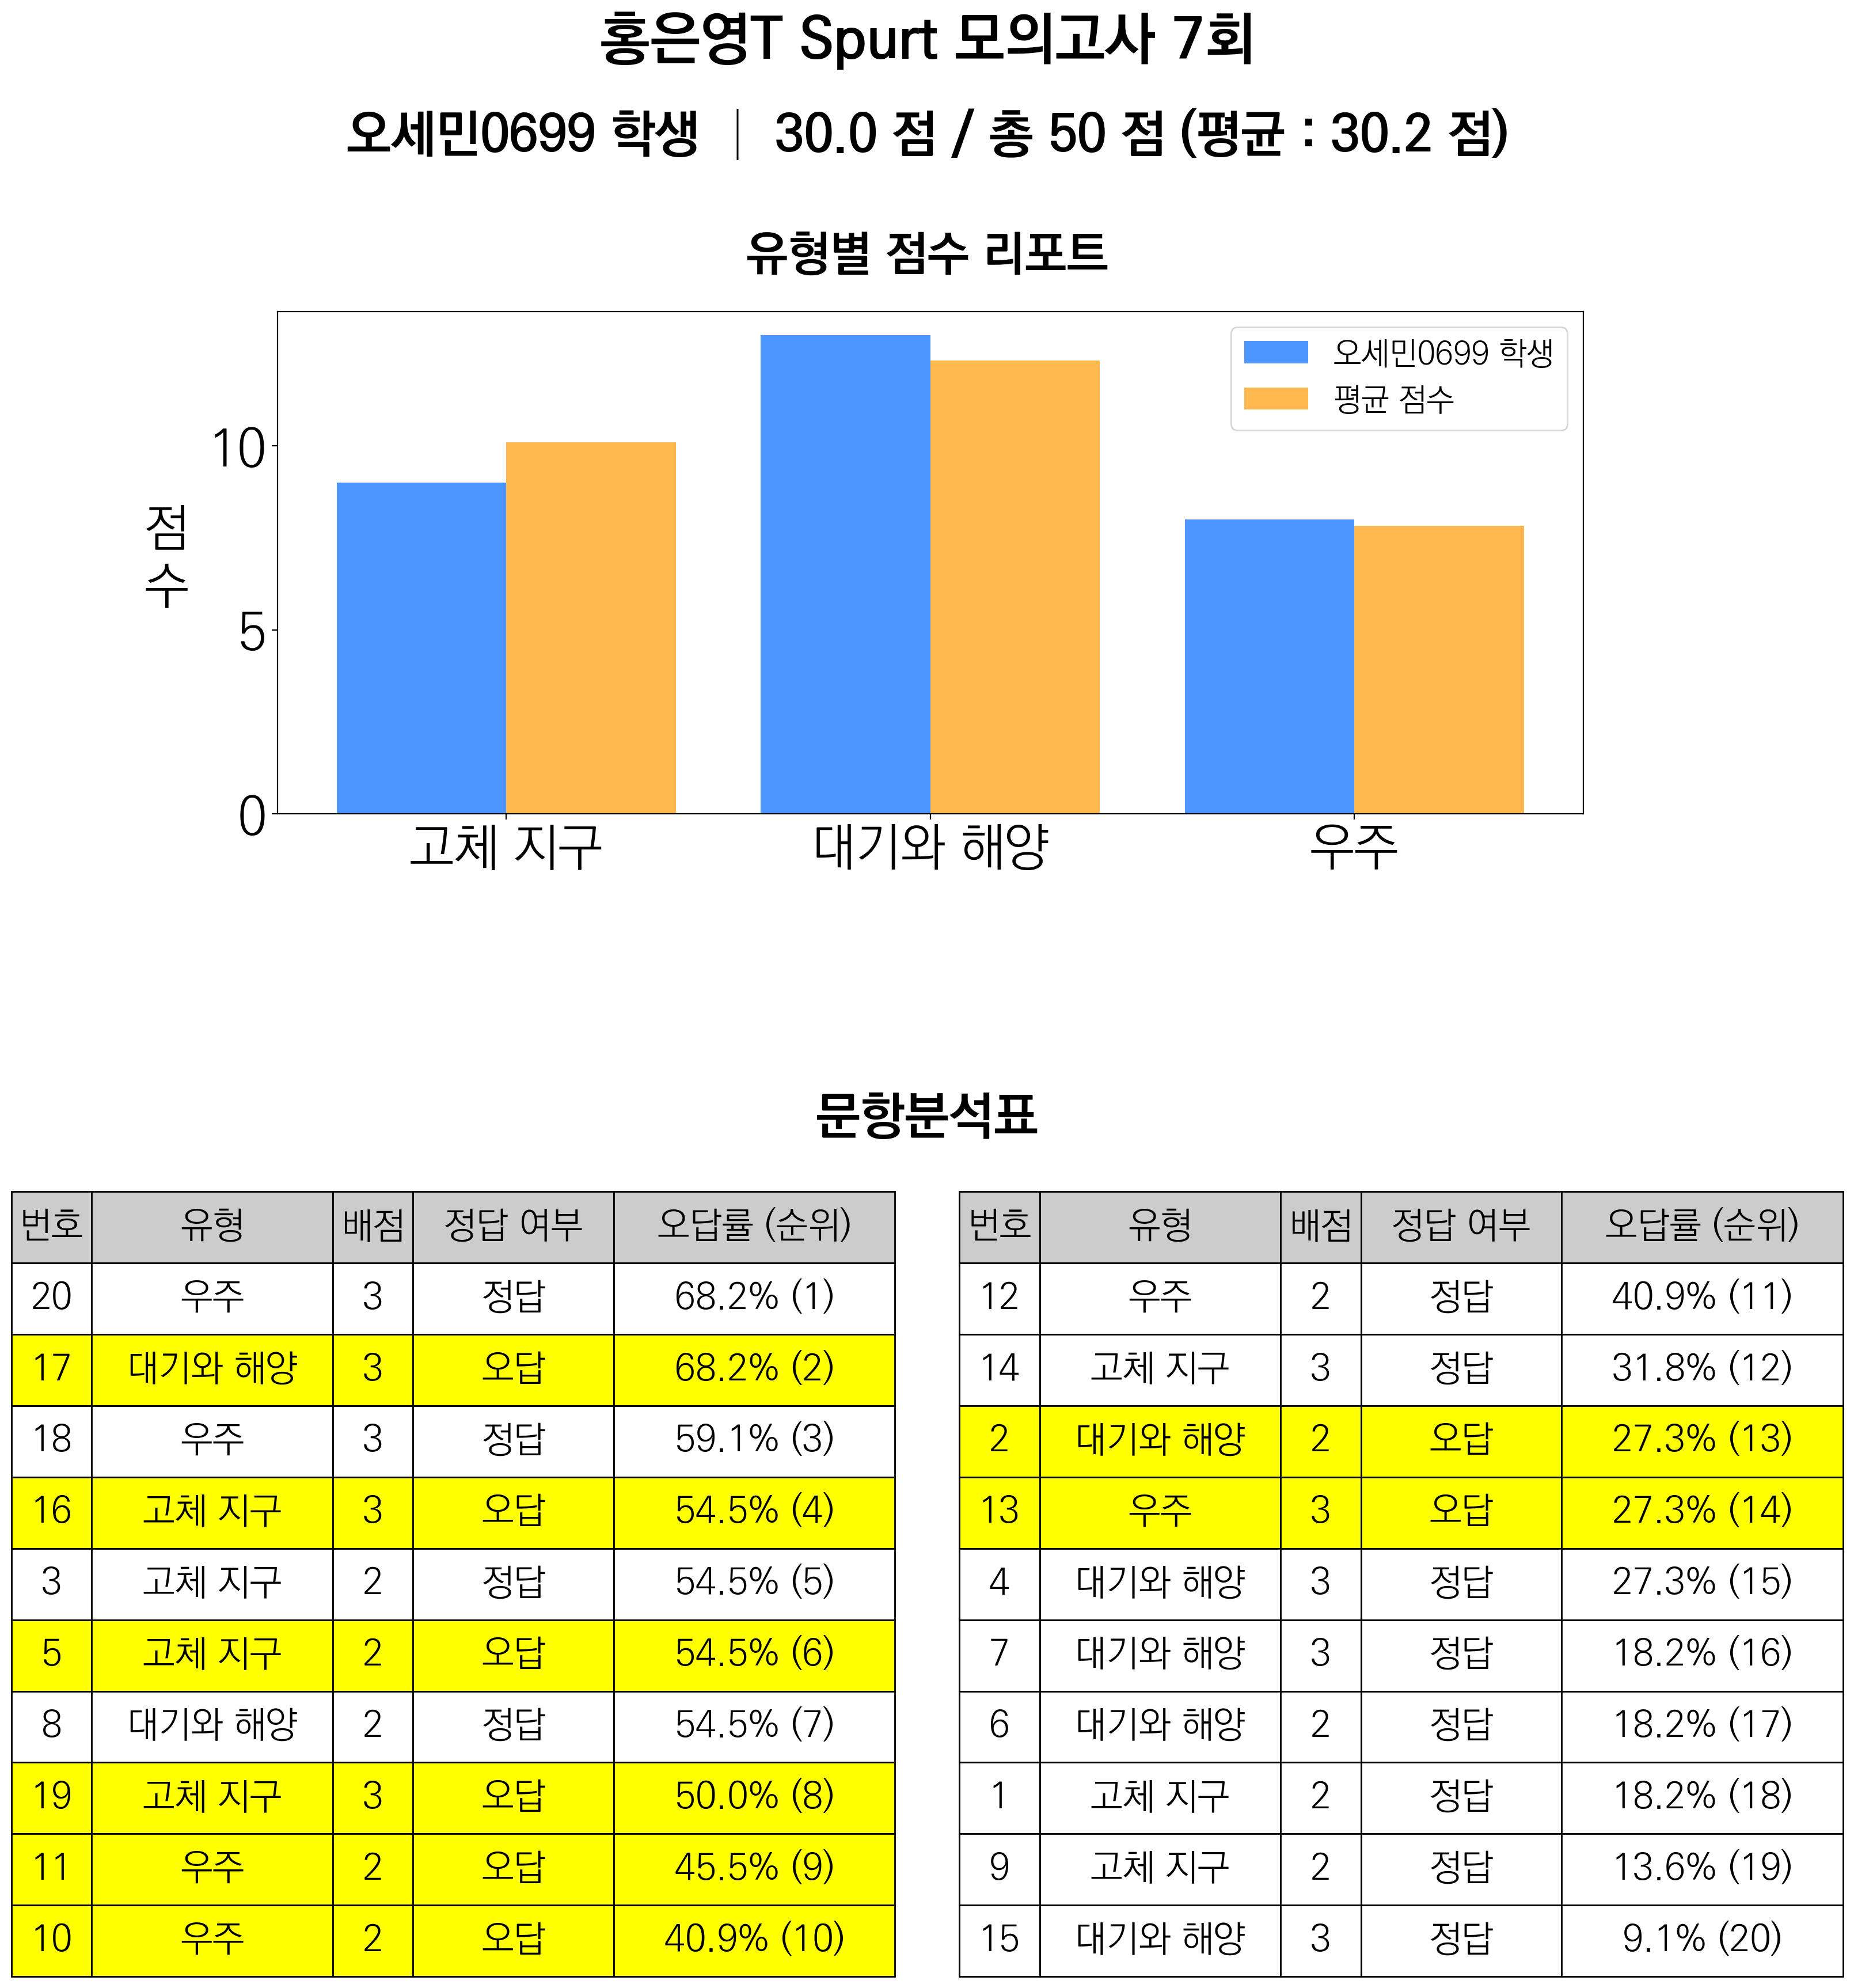 홍은영T Spurt 모의고사 7회
오세민0699 학생 | 30.0 점 / 총 50 점 (평균 : 30.2 점)
유형별 점수 리포트
오세민0699 학생
평균 점수
점
수
10
5
0
고체 지구 대기와 해양 우주
문항분석표
번호 유형 배점 정답 여부 오답률 (순위)
20 우주 3 정답 68.2% (1)
17 대기와 해양 3 오답 68.2% (2)
18 우주 3 정답 59.1% (3)
16 고체 지구 3 오답 54.5% (4)
3 고체 지구 2 정답 54.5% (5)
5 고체 지구 2 오답 54.5% (6)
8 대기와 해양 2 정답 54.5% (7)
19 고체 지구 3 오답 50.0% (8)
11 우주 2 오답 45.5% (9)
10 우주 2 오답 40.9% (10)
번호 유형 배점 정답 여부 오답률 (순위)
12 우주 2 정답 40.9% (11)
14 고체 지구 3 정답 31.8% (12)
2 대기와 해양 2 오답 27.3% (13)
13 우주 3 오답 27.3% (14)
4 대기와 해양 3 정답 27.3% (15)
7 대기와 해양 3 정답 18.2% (16)
6 대기와 해양 2 정답 18.2% (17)
1 고체 지구 2 정답 18.2% (18)
9 고체 지구 2 정답 13.6% (19)
15 대기와 해양 3 정답 9.1% (20)